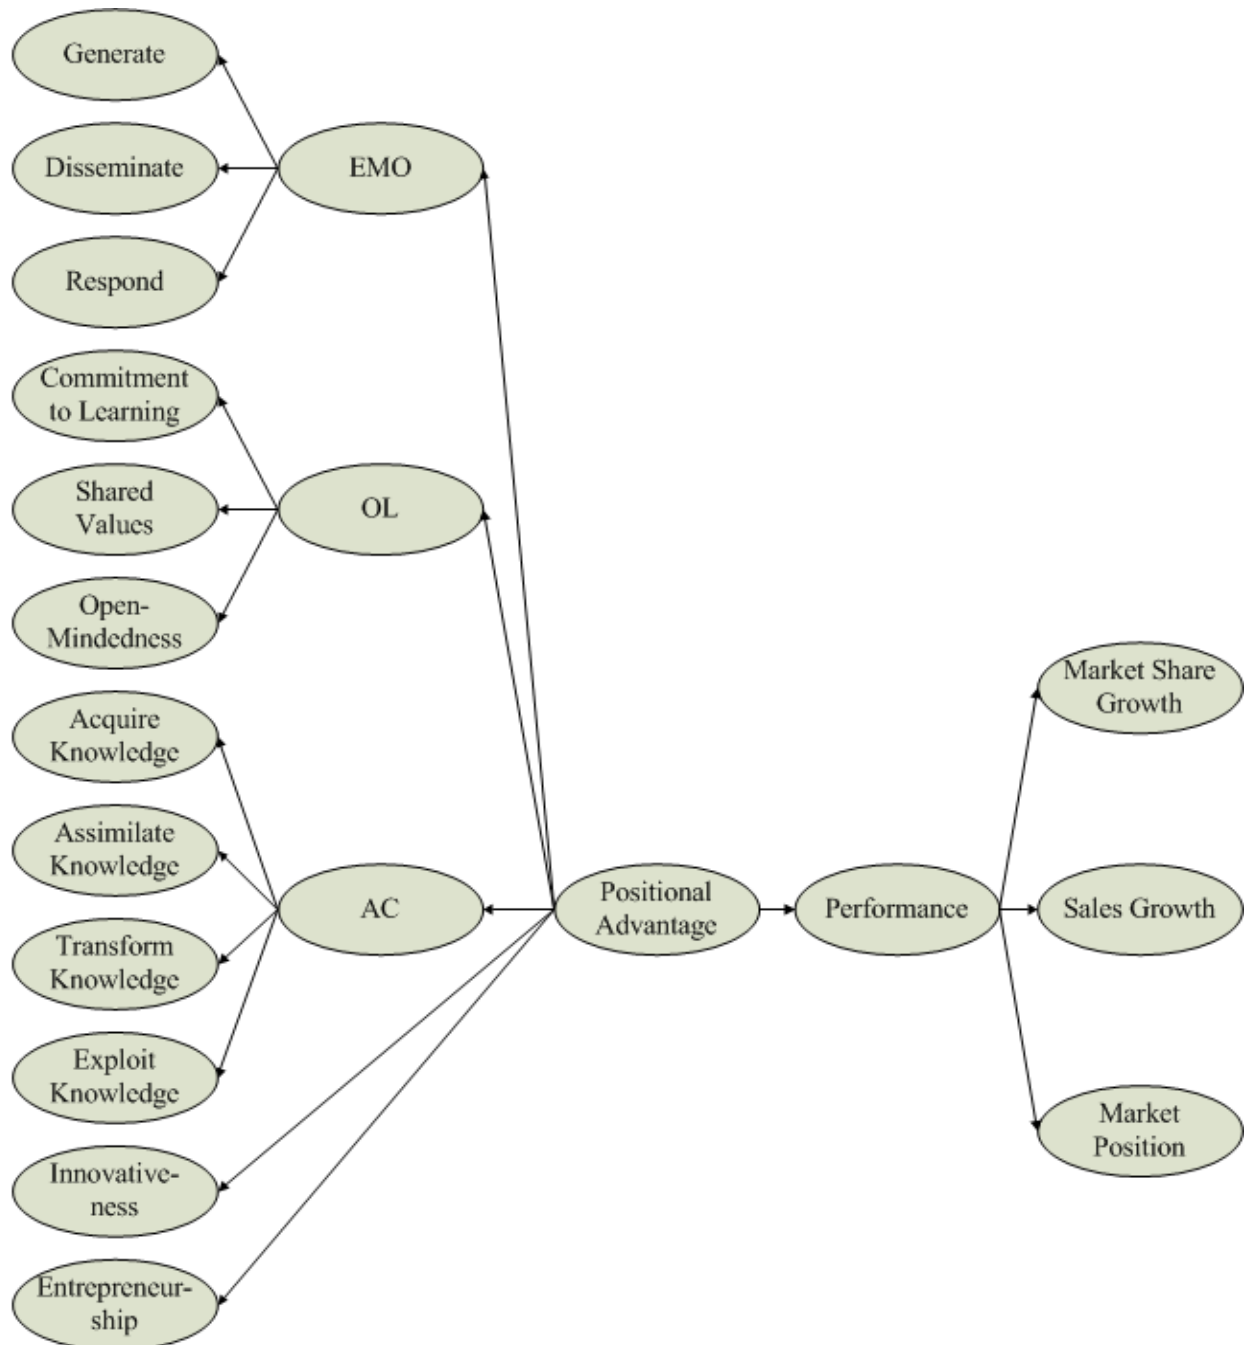 Generate
Disseminate
EMO
Respond
Commitment
to Learning
Shared
Values
OL
Open-
Mindedness
Acquire
Knowledge
Assimilate
Knowledge
AC
Transform
Knowledge
Exploit
Knowledge
Innovative-
ness
Entrepreneur-
ship
Positional
Advantage
Performance
Market Share
Growth
Sales Growth
Market
Position